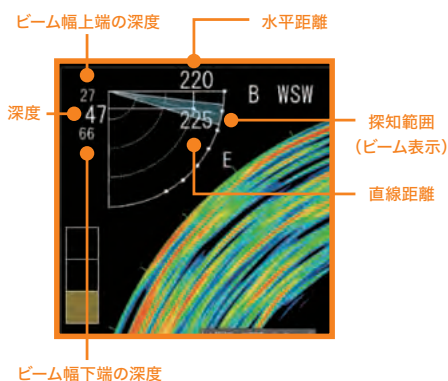 ビーム幅上端の深度
水平距離
220
B WSW
27
深度
47
66
225
探知範囲
（ビーム表示）
E
直線距離
ビーム幅下端の深度